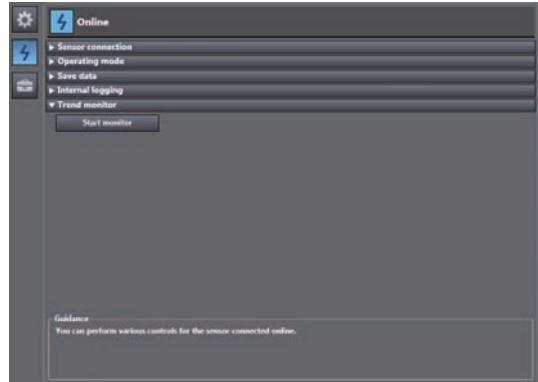 Online
Sensor connection
Operating mode
Save data
Internal logging
Trend monitor
Start monitor
Guidance
You can perform various controls for the sensor connected online.